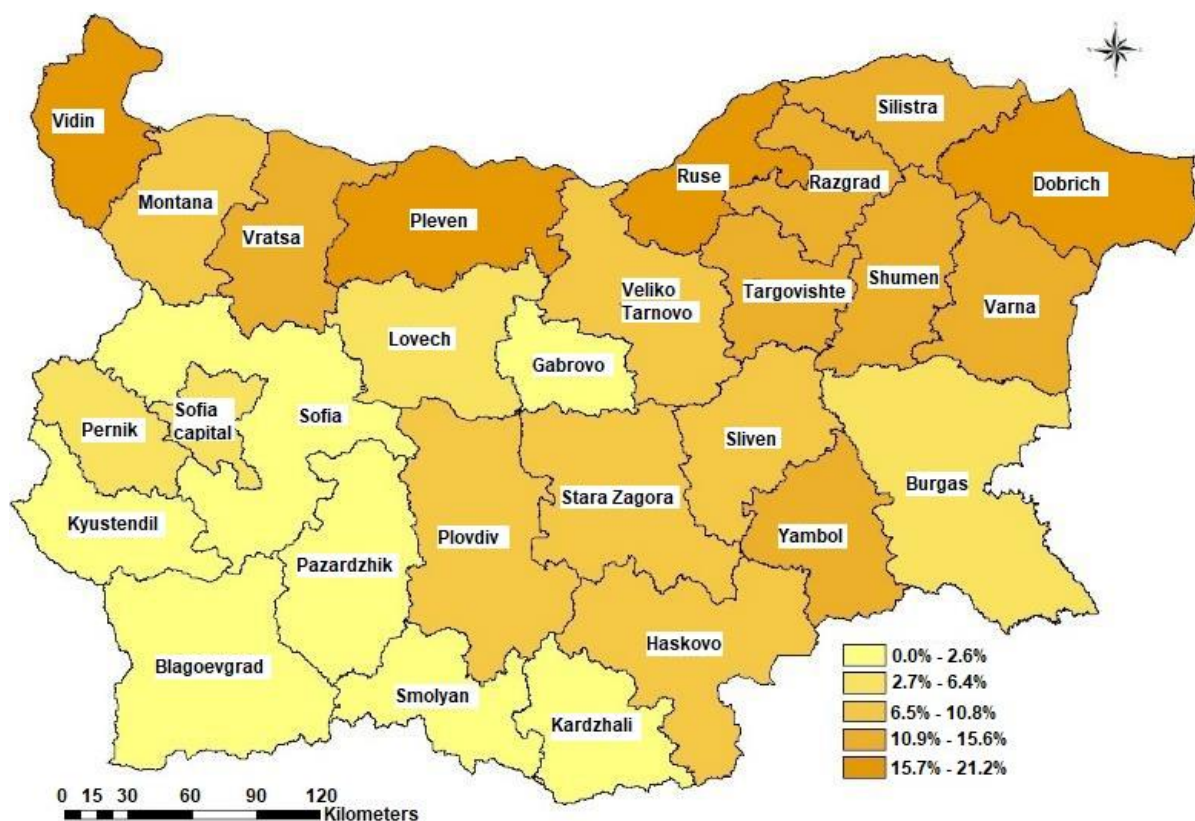 Vidin
Montana
Vratsa
Pleven
Ruse
Silistra
Razgrad
Dobrich
Veliko
Tarnovo
Targovishte
Shumen
Varna
Lovech
Gabrovo
Pernik
Sofia
capital
Sofia
Kyustendil
Pazardzhik
Plovdiv
Stara Zagora
Sliven
Yambol
Burgas
Blagoevgrad
Smolyan
Kardzhali
Haskovo
0.0% - 2.6%
2.7% - 6.4%
6.5% - 10.8%
10.9% - 15.6%
15.7% - 21.2%
0 15 30 60 90 120
Kilometers